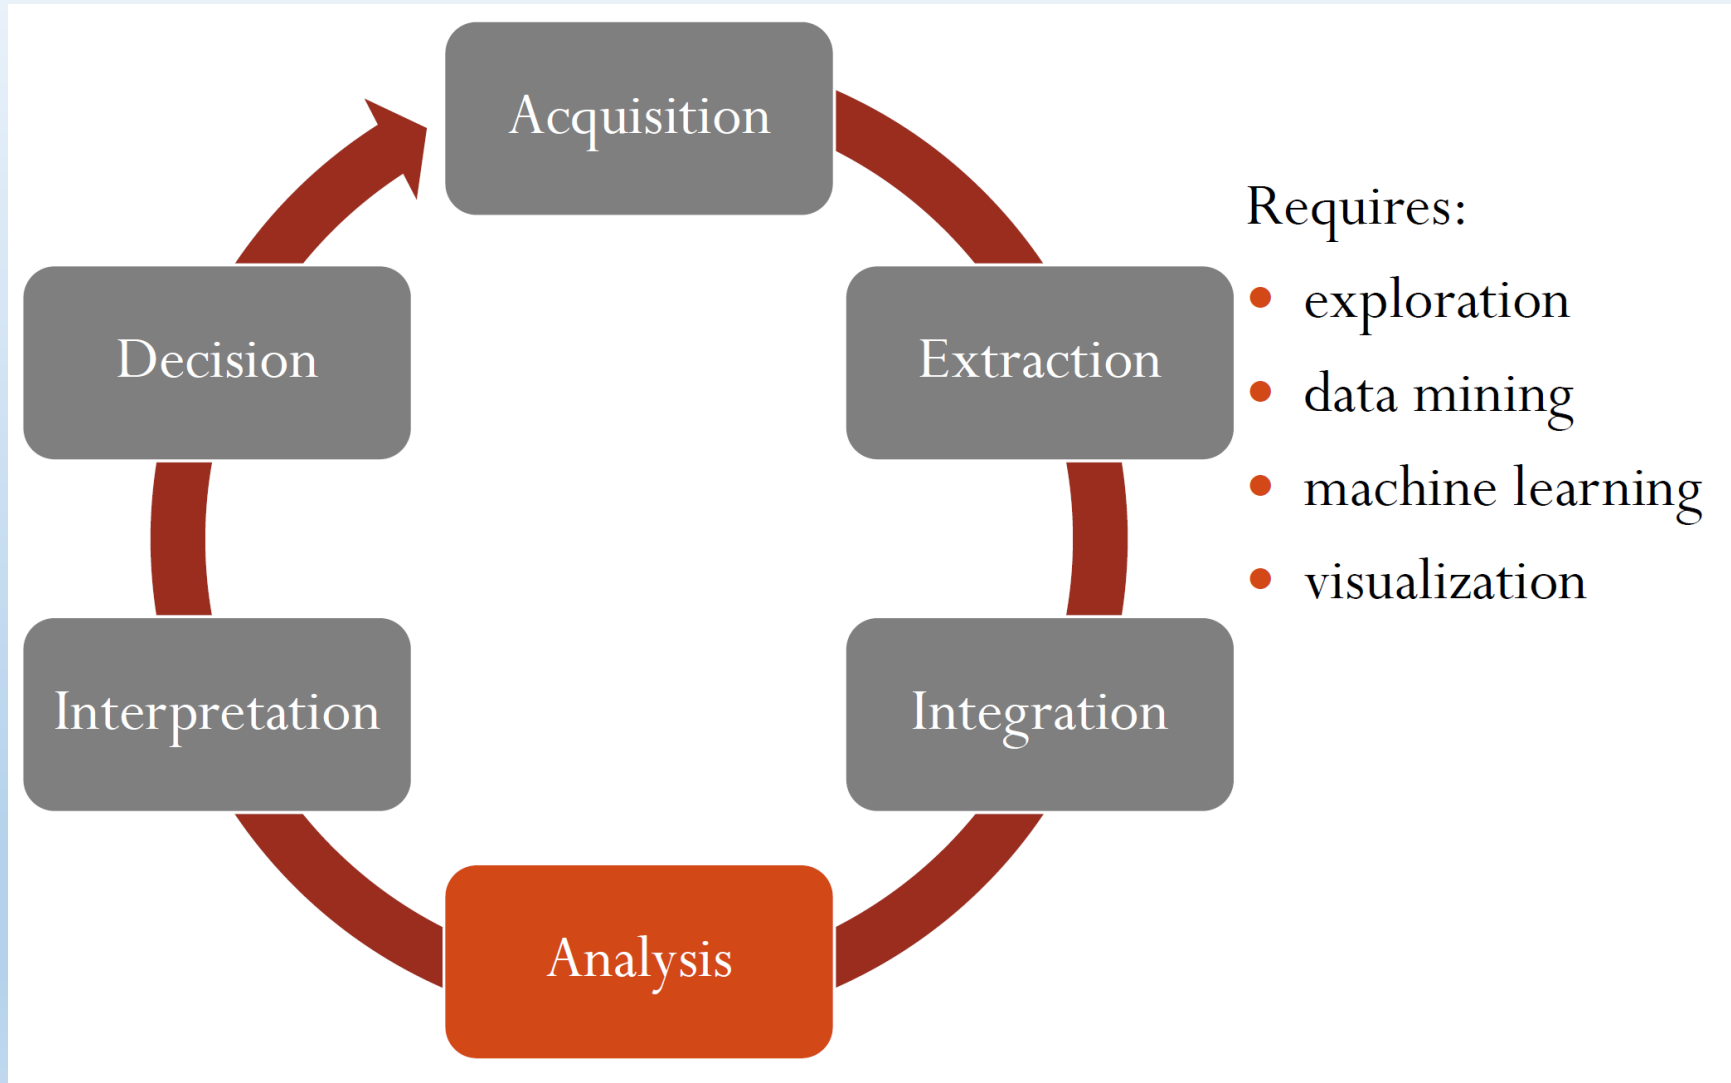 Acquisition
Extraction
Integration
Analysis
Interpretation
Decision
Requires:
• exploration
• data mining
• machine learning
• visualization